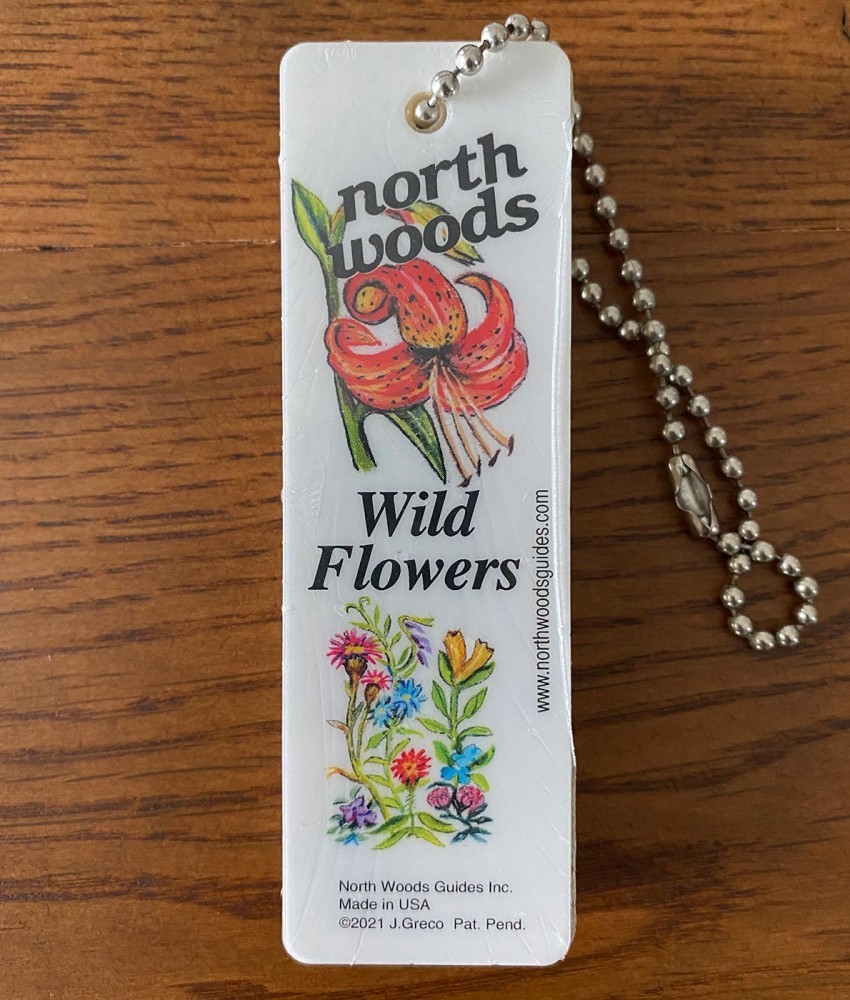 north
woods
Wild
Flowers
www.northwoodsguides.com
North Woods Guides Inc.
Made in USA
©2021 J.Greco Pat. Pend.